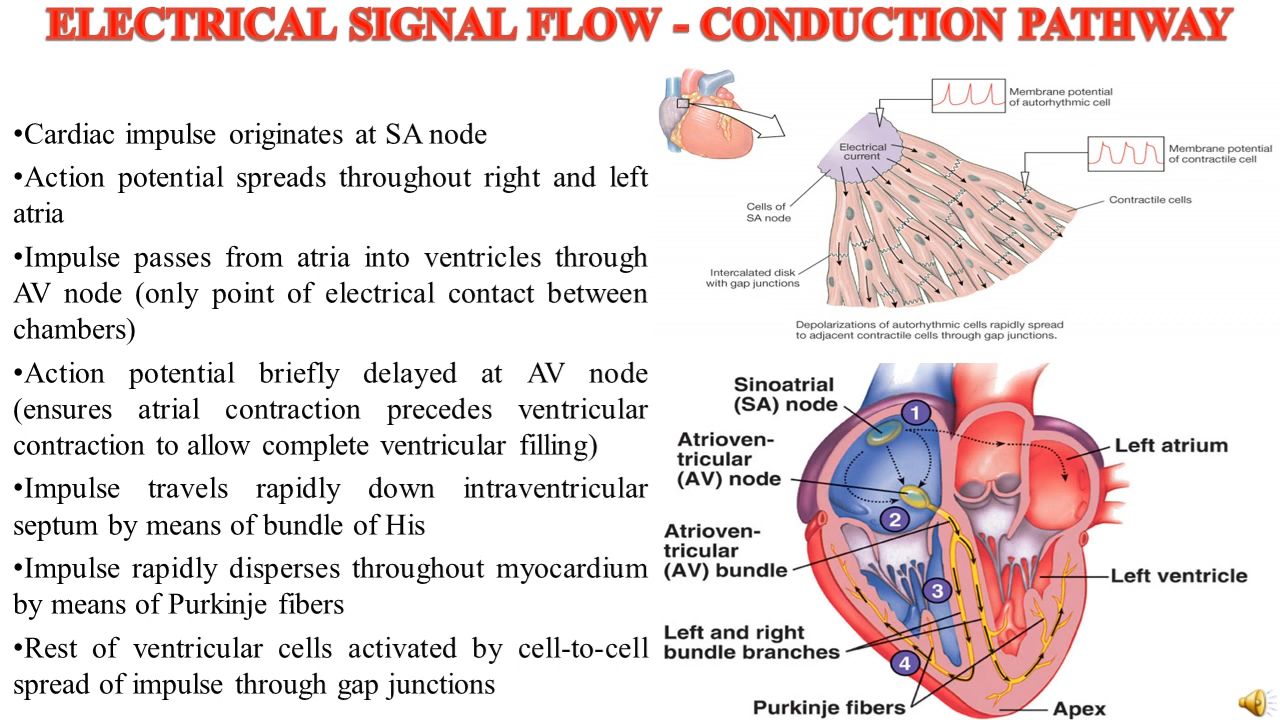 ELECTRICAL SIGNAL FLOW - CONDUCTION PATHWAY
•Cardiac impulse originates at SA node
•Action potential spreads throughout right and left
atria
•Impulse passes from atria into ventricles through
AV node (only point of electrical contact between
chambers)
•Action potential briefly delayed at AV node
(ensures atrial contraction precedes ventricular
contraction to allow complete ventricular filling)
•Impulse travels rapidly down intraventricular
septum by means of bundle of His
•Impulse rapidly disperses throughout myocardium
by means of Purkinje fibers
•Rest of ventricular cells activated by cell-to-cell
spread of impulse through gap junctions
Membrane potential
of autorhythmic cell
Membrane potential
of contractile cell
Electrical
current
Contractile cells
Cells of
SA node
Intercalated disk
with gap junctions
Depolarizations of autorhythmic cells rapidly spread
to adjacent contractile cells through gap junctions.
Sinoatrial
(SA) node
1
Left atrium
Atrioven-
tricular
(AV) node
2
Atrioven-
tricular
(AV) bundle
3
Left ventricle
Left and right
bundle branches
4
Purkinje fibers
Apex